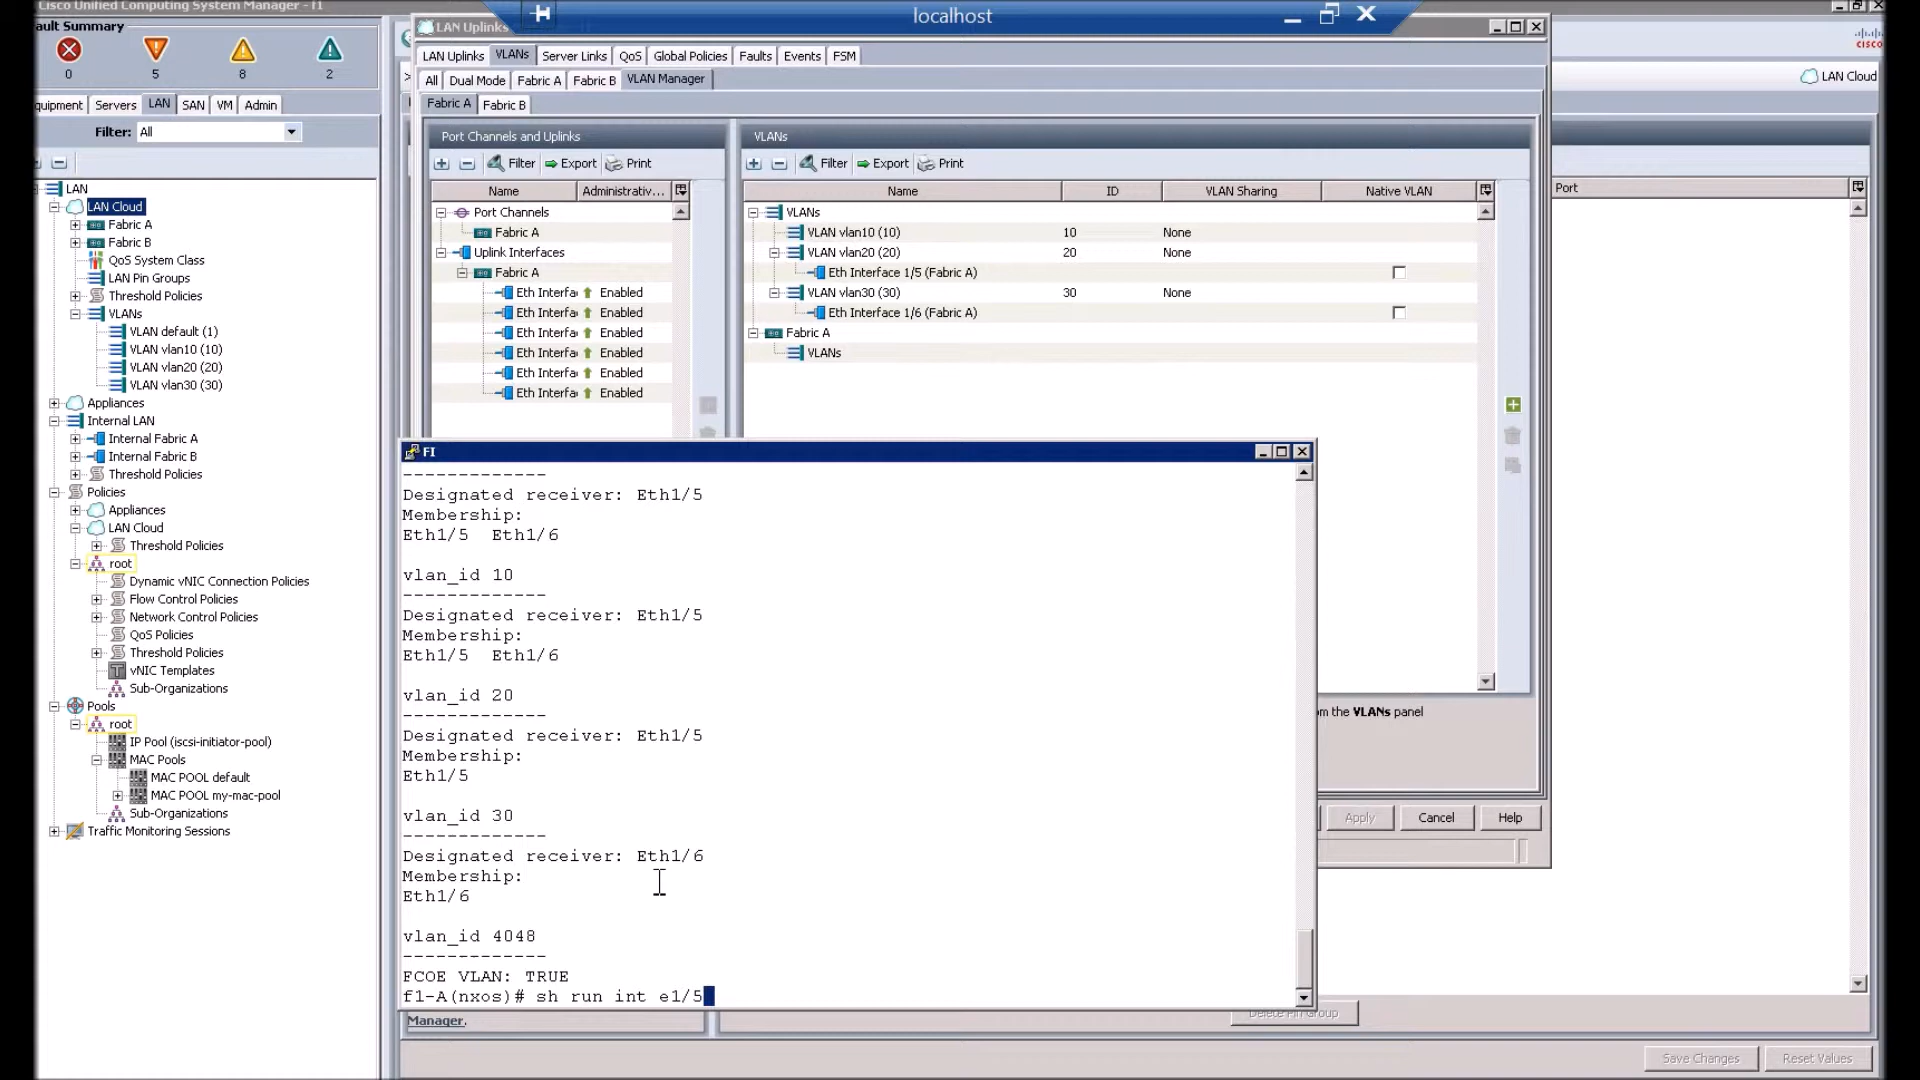 Cisco Unified Computing System Manager - f1
ault Summary
0
5
8
2
quipment
Servers
LAN
SAN
VM
Admin
Filter: All
LAN
LAN Cloud
Fabric A
Fabric B
QoS System Class
LAN Pin Groups
Threshold Policies
VLANs
VLAN default (1)
VLAN vlan10 (10)
VLAN vlan20 (20)
VLAN vlan30 (30)
Appliances
Internal LAN
Internal Fabric A
Internal Fabric B
Threshold Policies
Policies
Appliances
LAN Cloud
Threshold Policies
root
Dynamic vNIC Connection Policies
Flow Control Policies
Network Control Policies
QoS Policies
Threshold Policies
vNIC Templates
Sub-Organizations
Pools
root
IP Pool (iscsi-initiator-pool)
MAC Pools
MAC POOL default
MAC POOL my-mac-pool
Sub-Organizations
Traffic Monitoring Sessions
localhost
LAN Uplinks
LAN Uplinks
VLANs
Server Links
QoS
Global Policies
Faults
Events
FSM
All
Dual Mode
Fabric A
Fabric B
VLAN Manager
Fabric A
Fabric B
Port Channels and Uplinks
Filter
Export
Print
Name
Administrativ...
Port Channels
Fabric A
Uplink Interfaces
Fabric A
Eth Interfa Enabled
Eth Interfa Enabled
Eth Interfa Enabled
Eth Interfa Enabled
Eth Interfa Enabled
Eth Interfa Enabled
VLANs
Filter
Export
Print
Name
ID
VLAN Sharing
Native VLAN
VLANs
VLAN vlan10 (10) 10 None
VLAN vlan20 (20) 20 None
Eth Interface 1/5 (Fabric A)
VLAN vlan30 (30) 30 None
Eth Interface 1/6 (Fabric A)
Fabric A
VLANs
m the VLANs panel
Apply
Cancel
Help
cisco
LAN Cloud
Port
FI
-------------
Designated receiver: Eth1/5
Membership:
Eth1/5  Eth1/6
vlan_id 10
-------------
Designated receiver: Eth1/5
Membership:
Eth1/5  Eth1/6
vlan_id 20
-------------
Designated receiver: Eth1/5
Membership:
Eth1/5
vlan_id 30
-------------
Designated receiver: Eth1/6
Membership:
Eth1/6
vlan_id 4048
-------------
FCOE VLAN: TRUE
f1-A(nxos)# sh run int e1/5
Manager.
Delete Pin Group
Save Changes
Reset Values